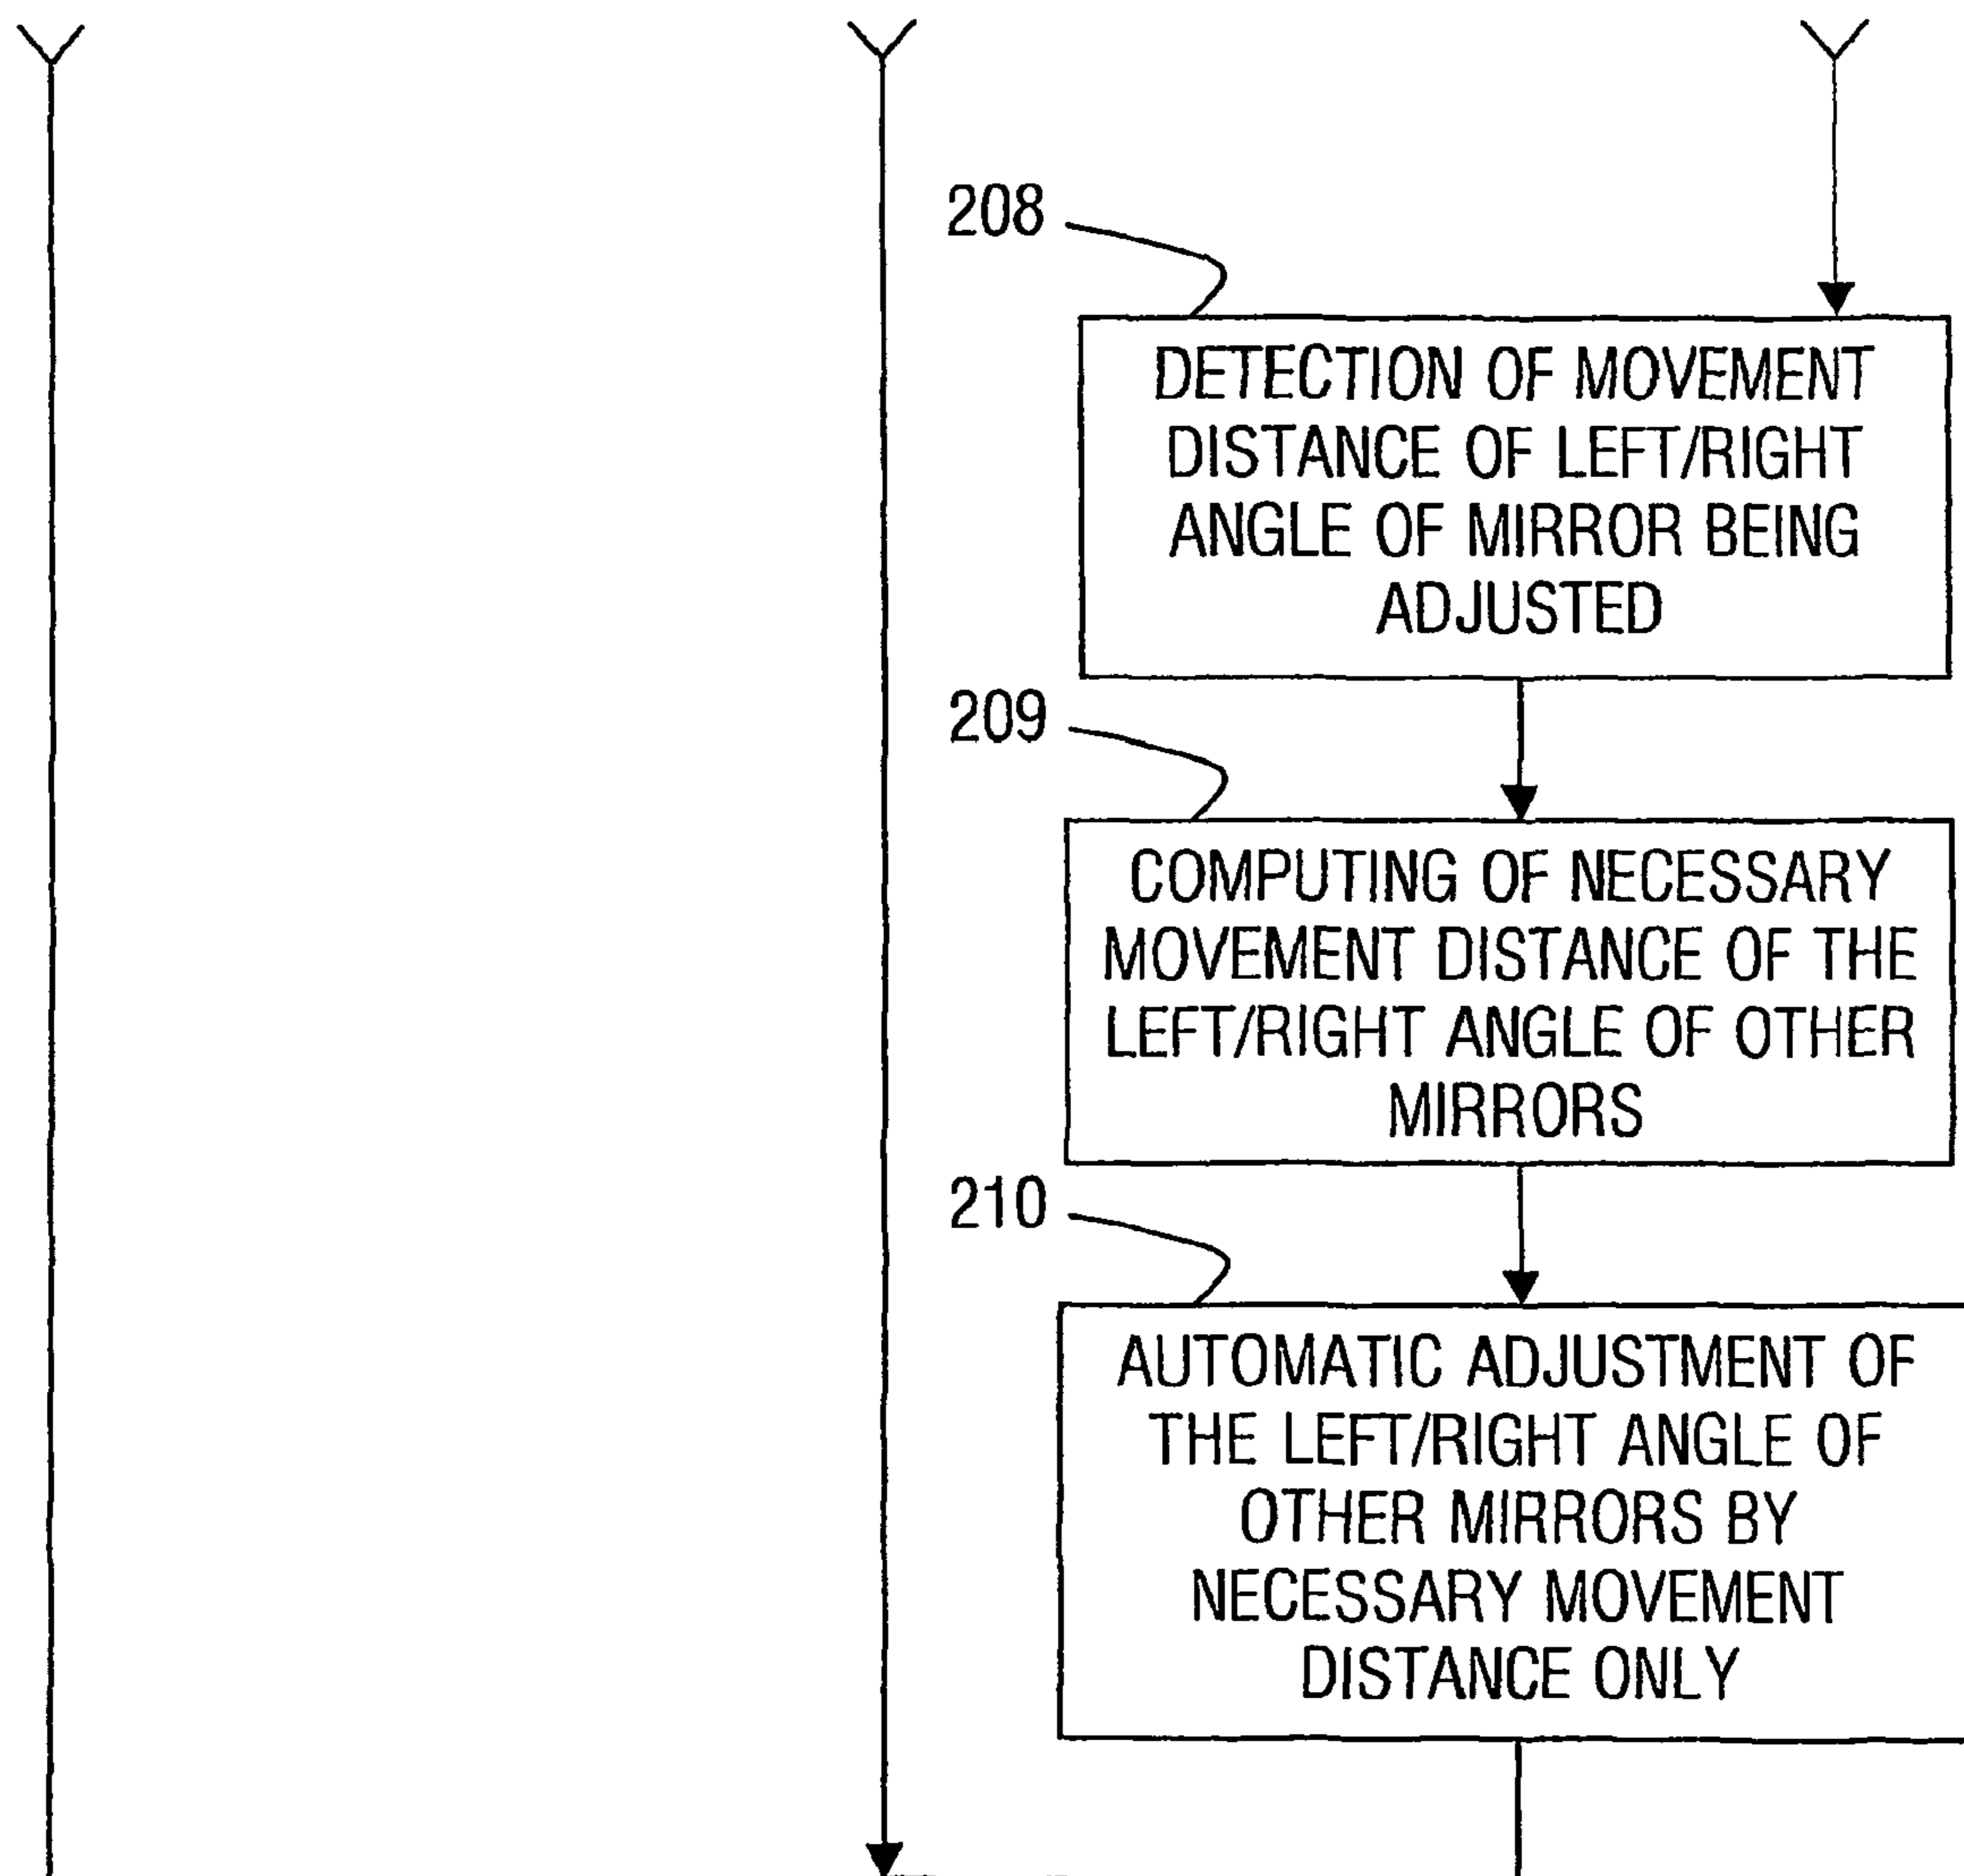 208
DETECTION OF MOVEMENT
DISTANCE OF LEFT/RIGHT
ANGLE OF MIRROR BEING
ADJUSTED
209
COMPUTING OF NECESSARY
MOVEMENT DISTANCE OF THE
LEFT/RIGHT ANGLE OF OTHER
MIRRORS
210
AUTOMATIC ADJUSTMENT OF
THE LEFT/RIGHT ANGLE OF
OTHER MIRRORS BY
NECESSARY MOVEMENT
DISTANCE ONLY